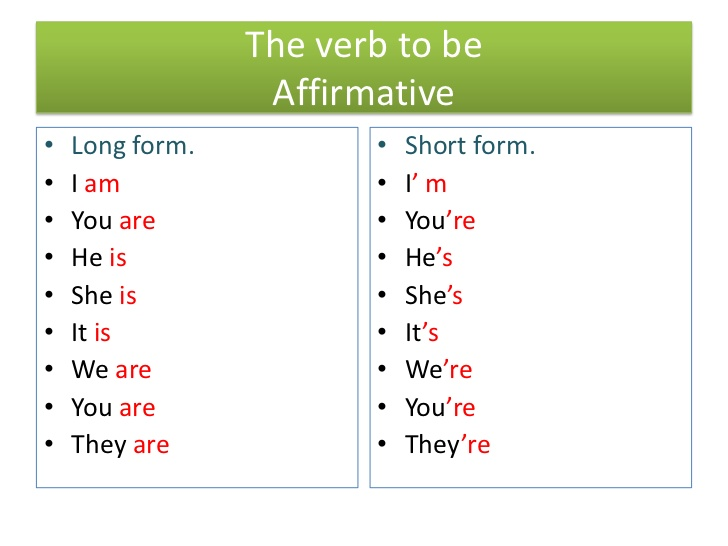 The verb to be
Affirmative
• Long form.
• I am
• You are
• He is
• She is
• It is
• We are
• You are
• They are
• Short form.
• I’ m
• You’re
• He’s
• She’s
• It’s
• We’re
• You’re
• They’re